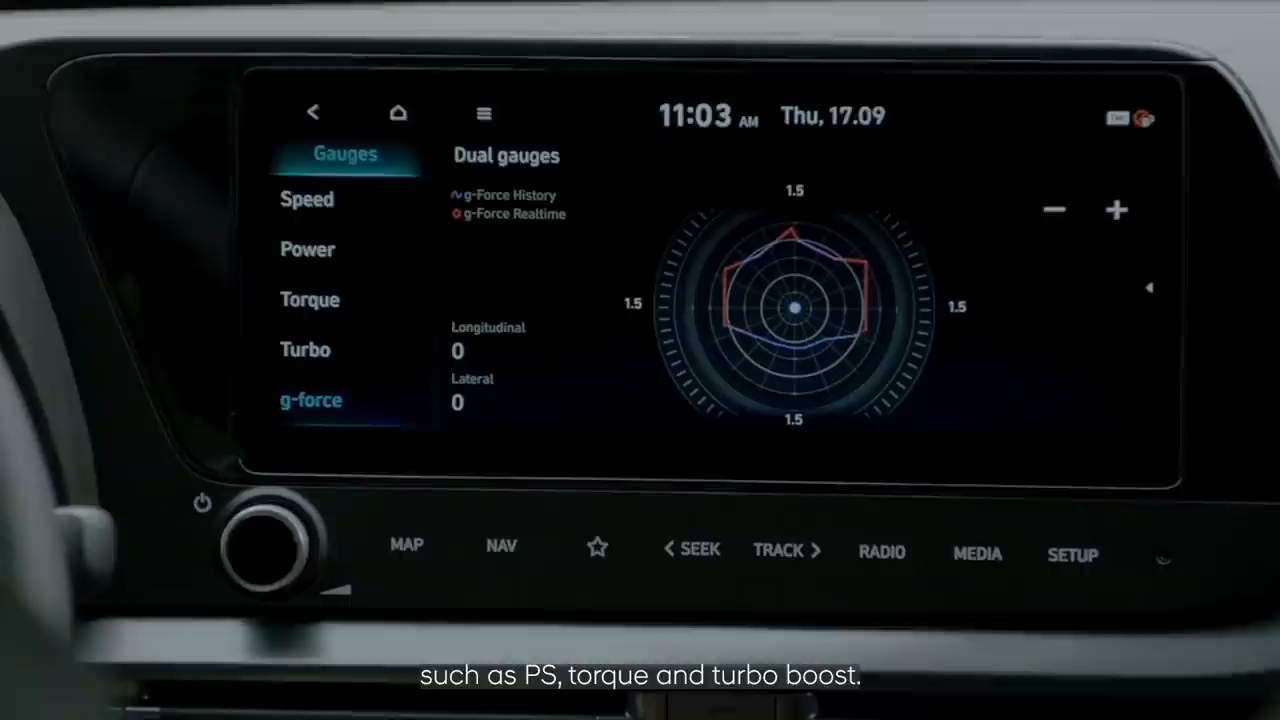 11:03 AM Thu, 17.09
Gauges
Dual gauges
Speed
g-Force History
g-Force Realtime
Power
Torque
Turbo
g-force
Longitudinal
0
Lateral
0
1.5
1.5
1.5
1.5
MAP
NAV
SEEK
TRACK
RADIO
MEDIA
SETUP
such as PS, torque and turbo boost.